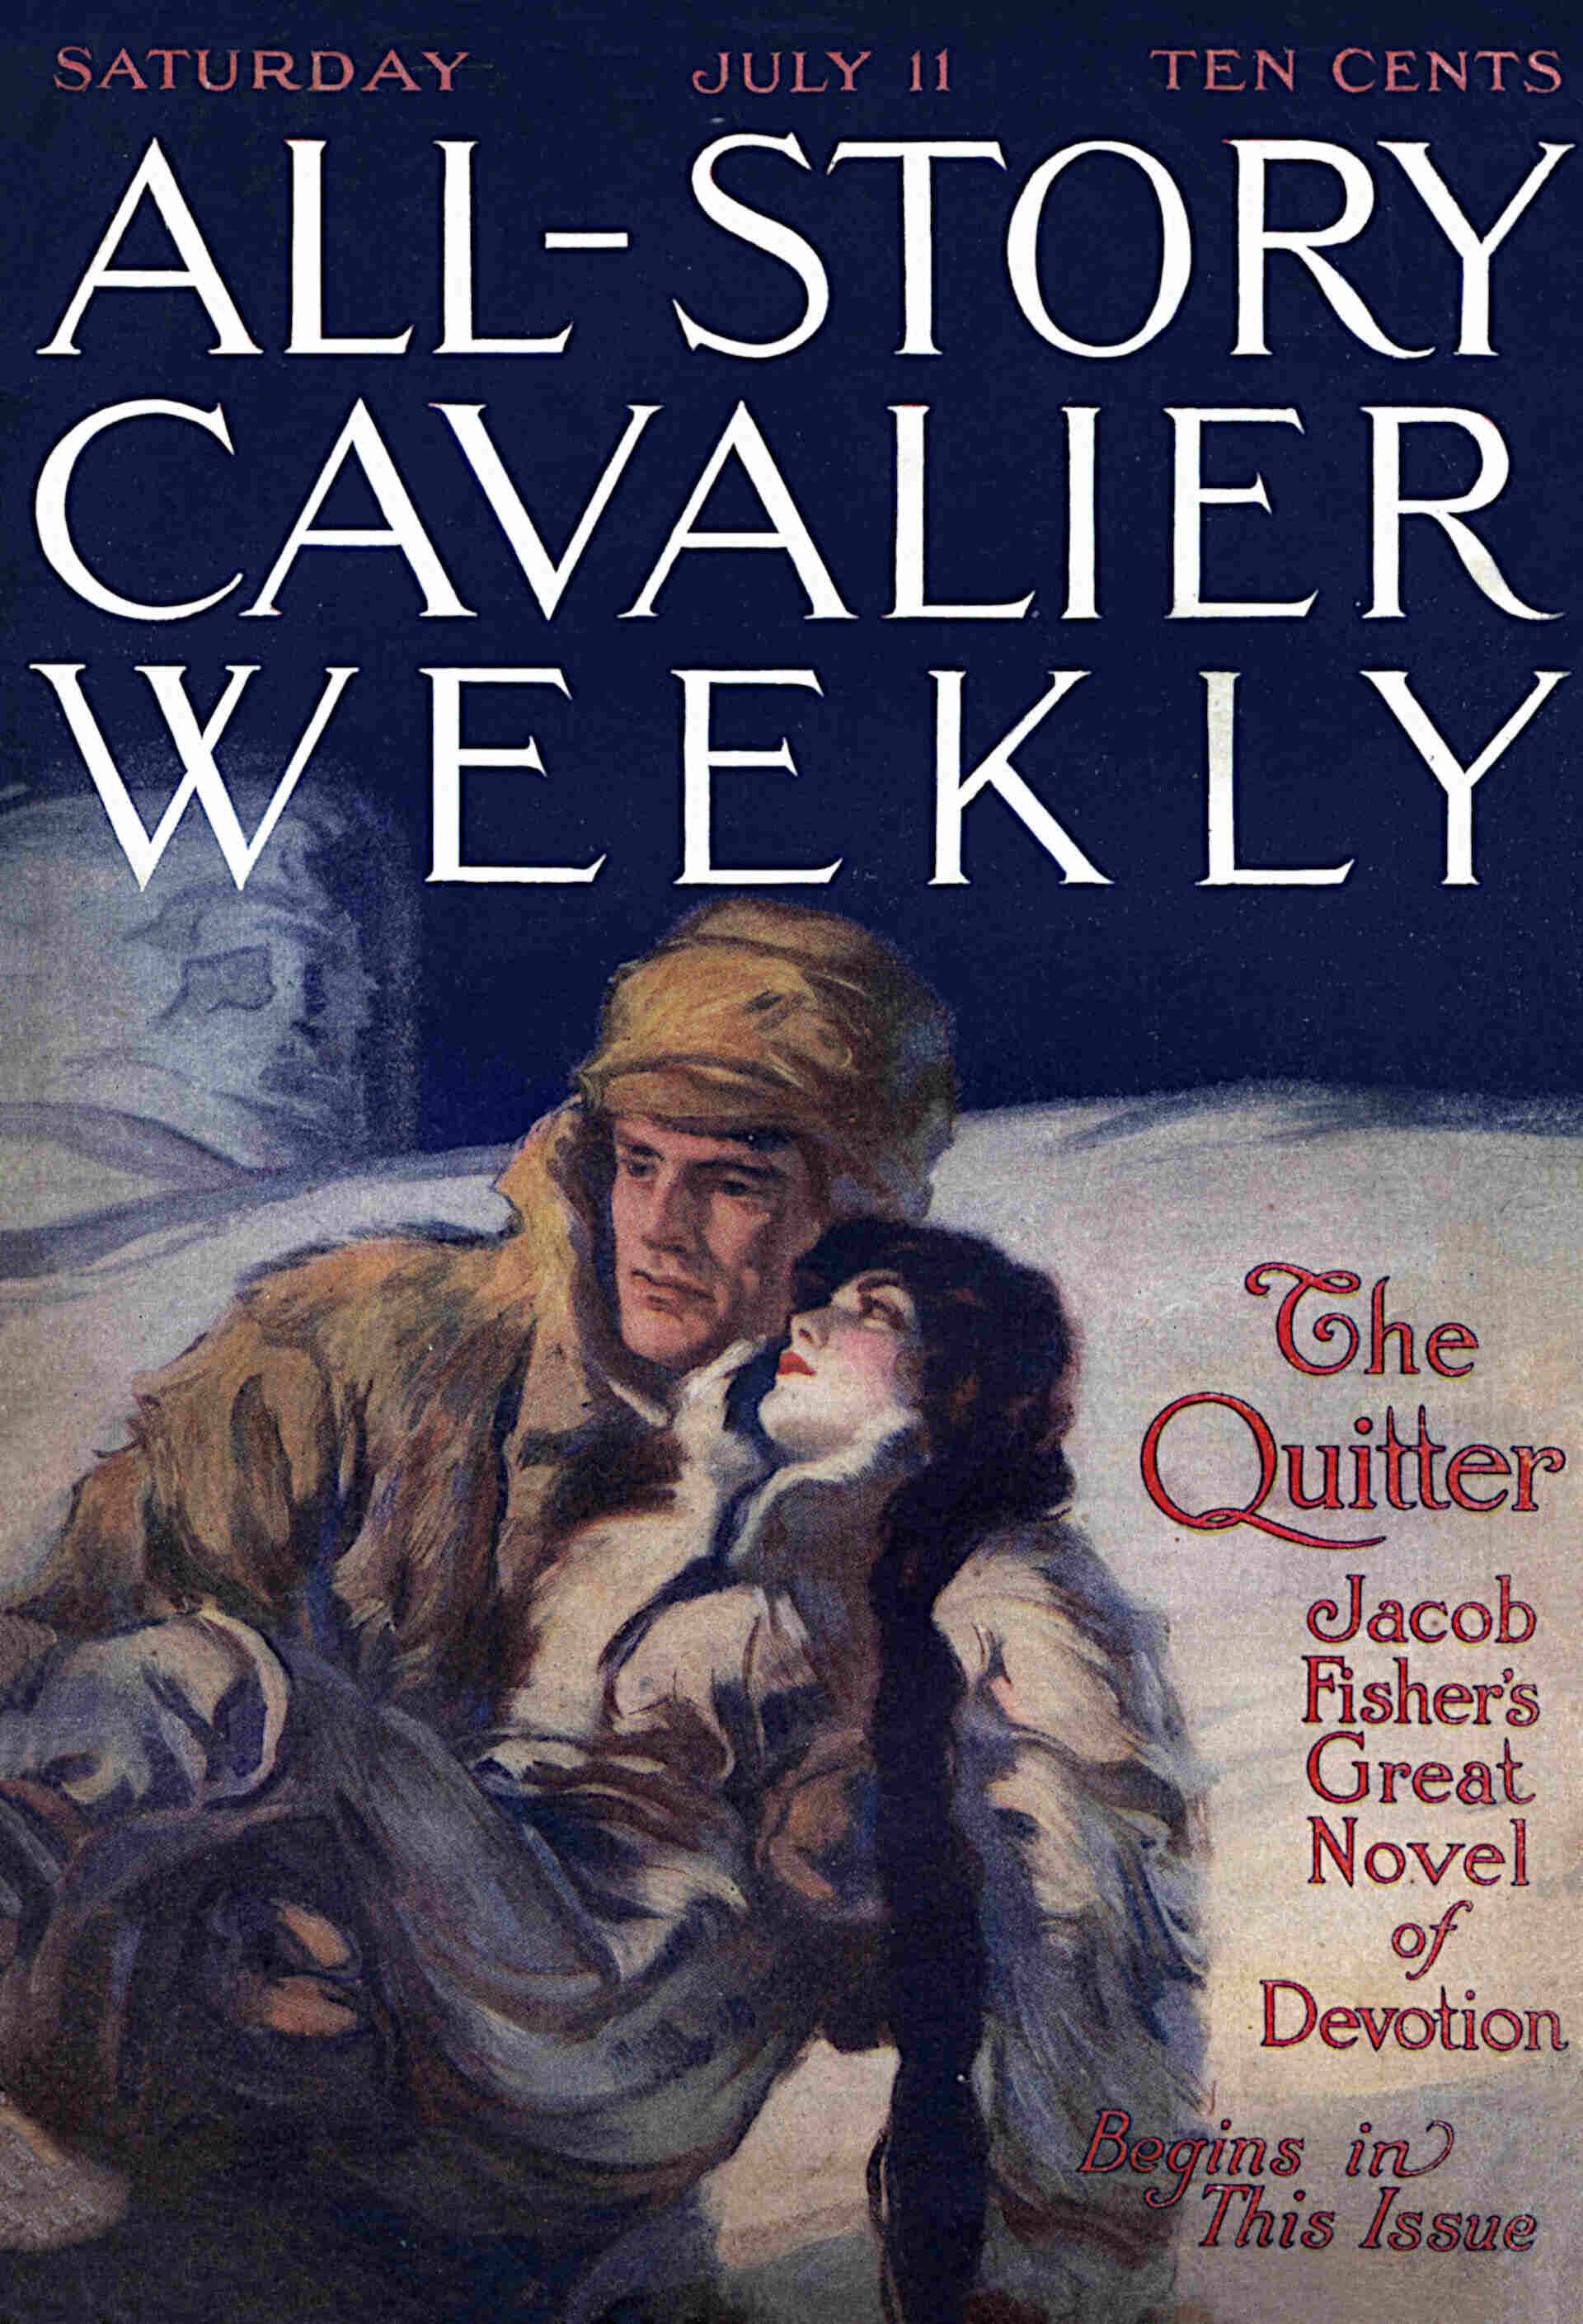 SATURDAY JULY 11 TEN CENTS
ALL-STORY
CAVALIER
WEEKLY
The
Quitter
Jacob
Fisher's
Great
Novel
of
Devotion
Begins in
This Issue